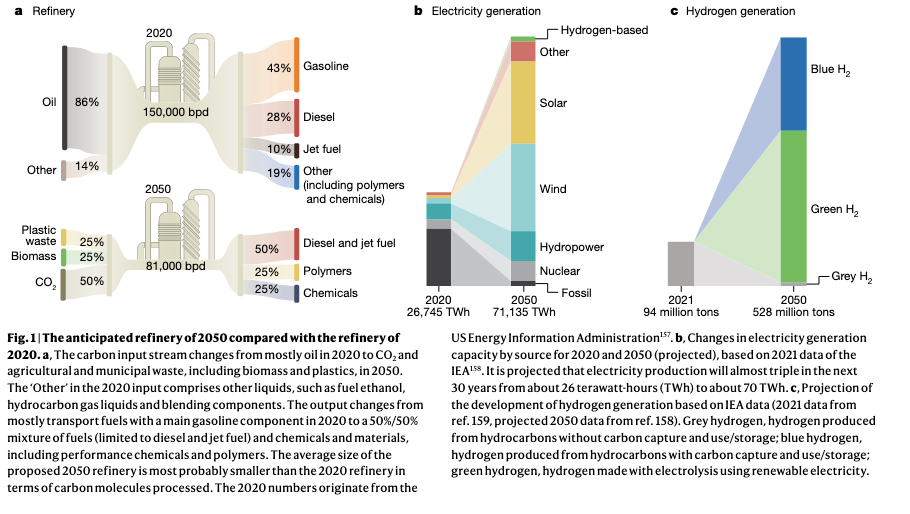 a Refinery
2020
Oil
86%
Other
14%
150,000 bpd
43%
Gasoline
28%
Diesel
10%
Jet fuel
19%
Other
(including polymers
and chemicals)
2050
Plastic
waste
25%
Biomass
25%
CO2
50%
81,000 bpd
50%
Diesel and jet fuel
25%
Polymers
25%
Chemicals
b Electricity generation
Hydrogen-based
Other
Solar
Wind
Hydropower
Nuclear
Fossil
2020
26,745 TWh
2050
71,135 TWh
c Hydrogen generation
Blue H2
Green H2
Grey H2
2021
94 million tons
2050
528 million tons
Fig. 1 | The anticipated refinery of 2050 compared with the refinery of
2020. a, The carbon input stream changes from mostly oil in 2020 to CO2 and
agricultural and municipal waste, including biomass and plastics, in 2050.
The ‘Other’ in the 2020 input comprises other liquids, such as fuel ethanol,
hydrocarbon gas liquids and blending components. The output changes from
mostly transport fuels with a main gasoline component in 2020 to a 50%/50%
mixture of fuels (limited to diesel and jet fuel) and chemicals and materials,
including performance chemicals and polymers. The average size of the
proposed 2050 refinery is most probably smaller than the 2020 refinery in
terms of carbon molecules processed. The 2020 numbers originate from the
US Energy Information Administration157. b, Changes in electricity generation
capacity by source for 2020 and 2050 (projected), based on 2021 data of the
IEA158. It is projected that electricity production will almost triple in the next
30 years from about 26 terawatt-hours (TWh) to about 70 TWh. c, Projection of
the development of hydrogen generation based on IEA data (2021 data from
ref. 159, projected 2050 data from ref. 158). Grey hydrogen, hydrogen produced
from hydrocarbons without carbon capture and use/storage; blue hydrogen,
hydrogen produced from hydrocarbons with carbon capture and use/storage;
green hydrogen, hydrogen made with electrolysis using renewable electricity.